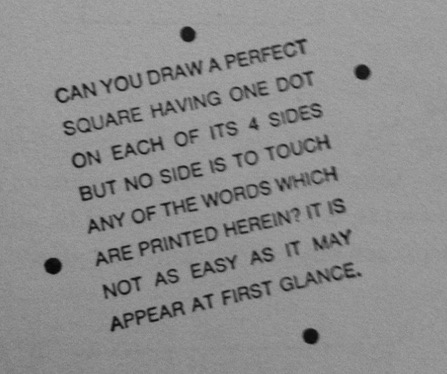 CAN YOU DRAW A PERFECT
SQUARE HAVING ONE DOT
ON EACH OF ITS 4 SIDES
BUT NO SIDE IS TO TOUCH
ANY OF THE WORDS WHICH
ARE PRINTED HEREIN? IT IS
NOT AS EASY AS IT MAY
APPEAR AT FIRST GLANCE.